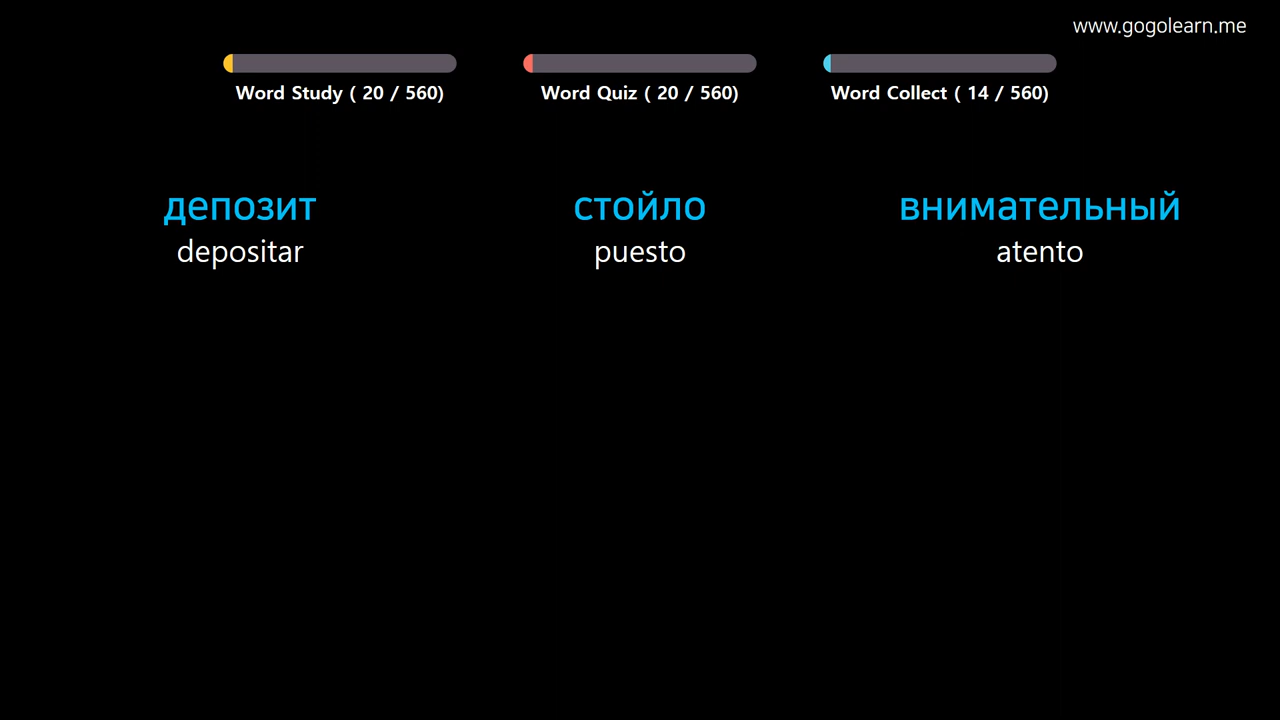 www.gogolearn.me
Word Study ( 20 / 560)
Word Quiz ( 20 / 560)
Word Collect ( 14 / 560)
депозит
depositar
стойло
puesto
внимательный
atento